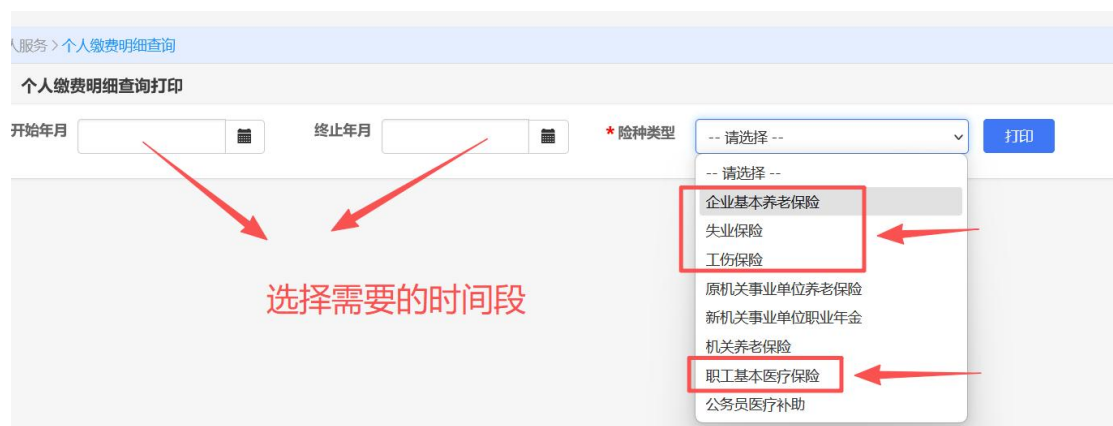 人服务 > 个人缴费明细查询
个人缴费明细查询打印
开始年月 终止年月 *险种类型 -- 请选择 -- 打印
-- 请选择 --
企业基本养老保险
失业保险
工伤保险
原机关事业单位养老保险
新机关事业单位职业年金
机关养老保险
职工基本医疗保险
公务员医疗补助
选择需要的时间段